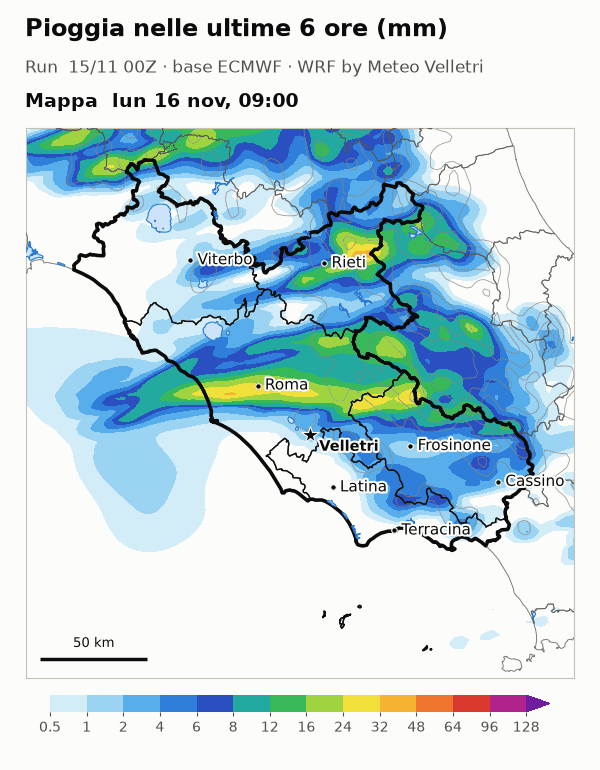 Pioggia nelle ultime 6 ore (mm)
Run 15/11 00Z · base ECMWF · WRF by Meteo Velletri
Mappa lun 16 nov, 09:00
Viterbo
Rieti
Roma
Velletri
Frosinone
Cassino
Latina
Terracina
50 km
0.5 1 2 4 6 8 12 16 24 32 48 64 96 128